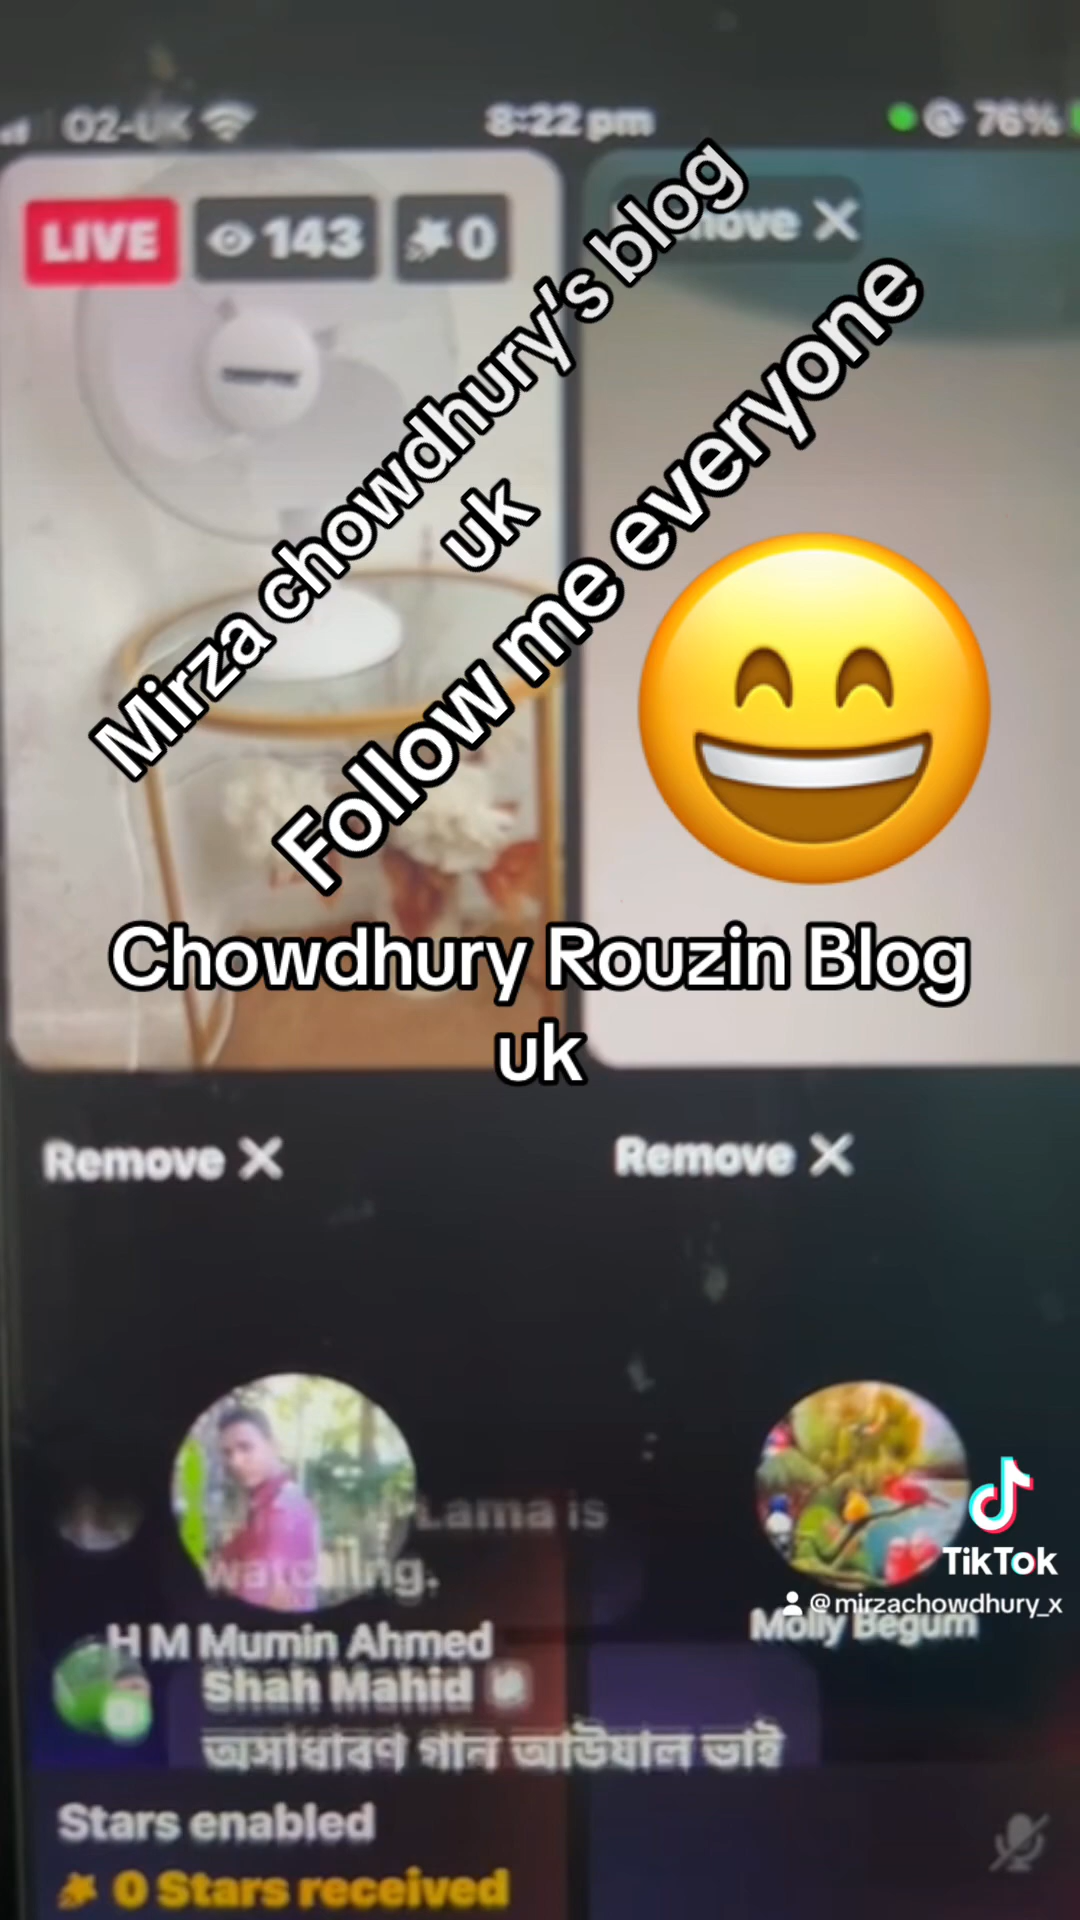 O2-UK 8:22 pm @ 76%
LIVE 143 0
Mirza chowdhury's blog
uk
Follow me everyone
Chowdhury Rouzin Blog
uk
Remove X Remove X
Lama is
watching.
TikTok
@mirzachowdhury_x
H M Mumin Ahmed
Molly Begum
Shah Mahid
অসাধারণ গান আউয়াল ভাই
Stars enabled
0 Stars received